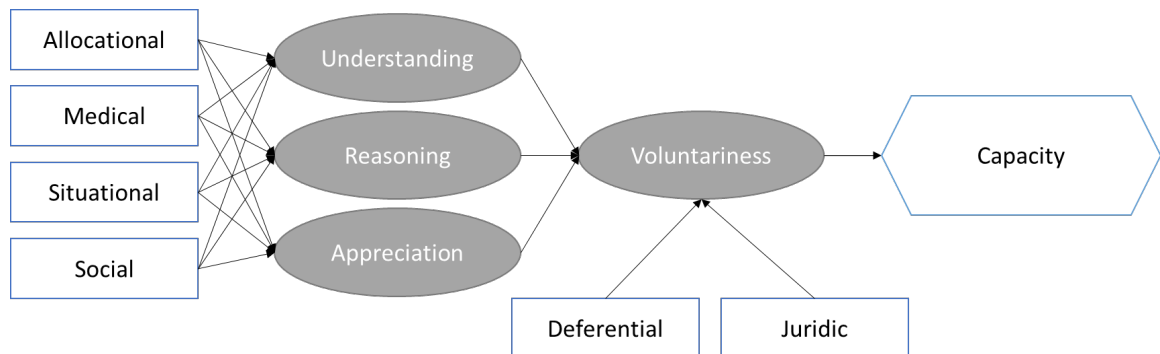 Allocational
Medical
Situational
Social
Understanding
Reasoning
Appreciation
Voluntariness
Deferential
Juridic
Capacity